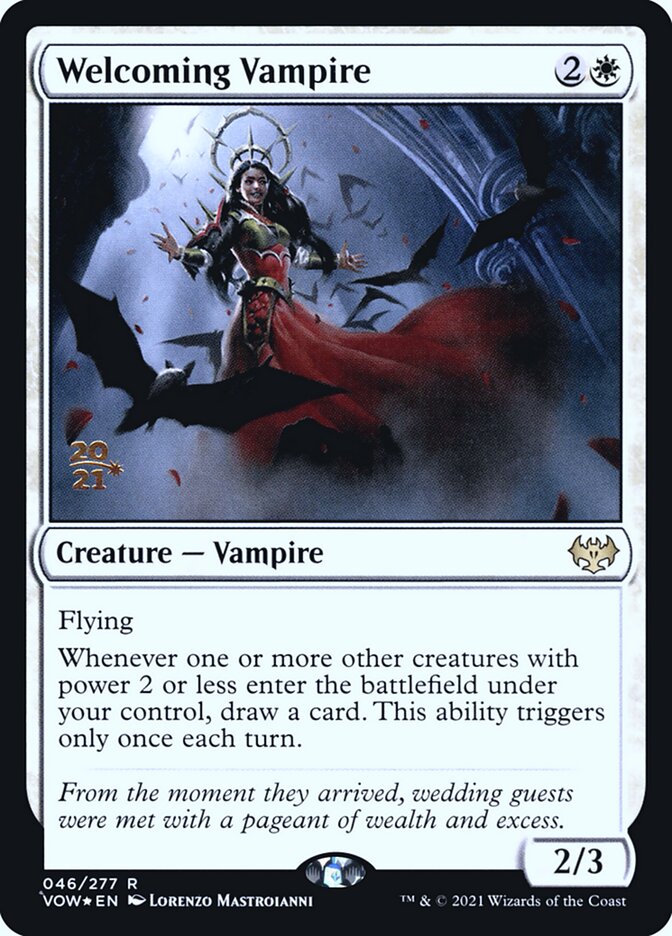 Welcoming Vampire 2
20
21
Creature — Vampire
Flying
Whenever one or more other creatures with
power 2 or less enter the battlefield under
your control, draw a card. This ability triggers
only once each turn.
From the moment they arrived, wedding guests
were met with a pageant of wealth and excess.
2/3
046/277 R
VOW★EN Lorenzo Mastroianni ™ & © 2021 Wizards of the Coast